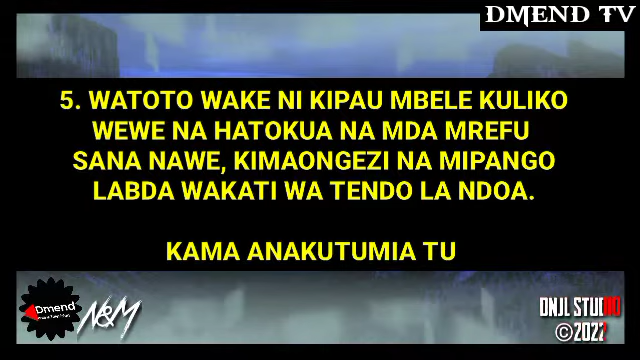 DMEND TV
5. WATOTO WAKE NI KIPAU MBELE KULIKO
WEWE NA HATOKUA NA MDA MREFU
SANA NAWE, KIMAONGEZI NA MIPANGO
LABDA WAKATI WA TENDO LA NDOA.
KAMA ANAKUTUMIA TU
Dmend
N&M
DNJL STUDIO
©2022